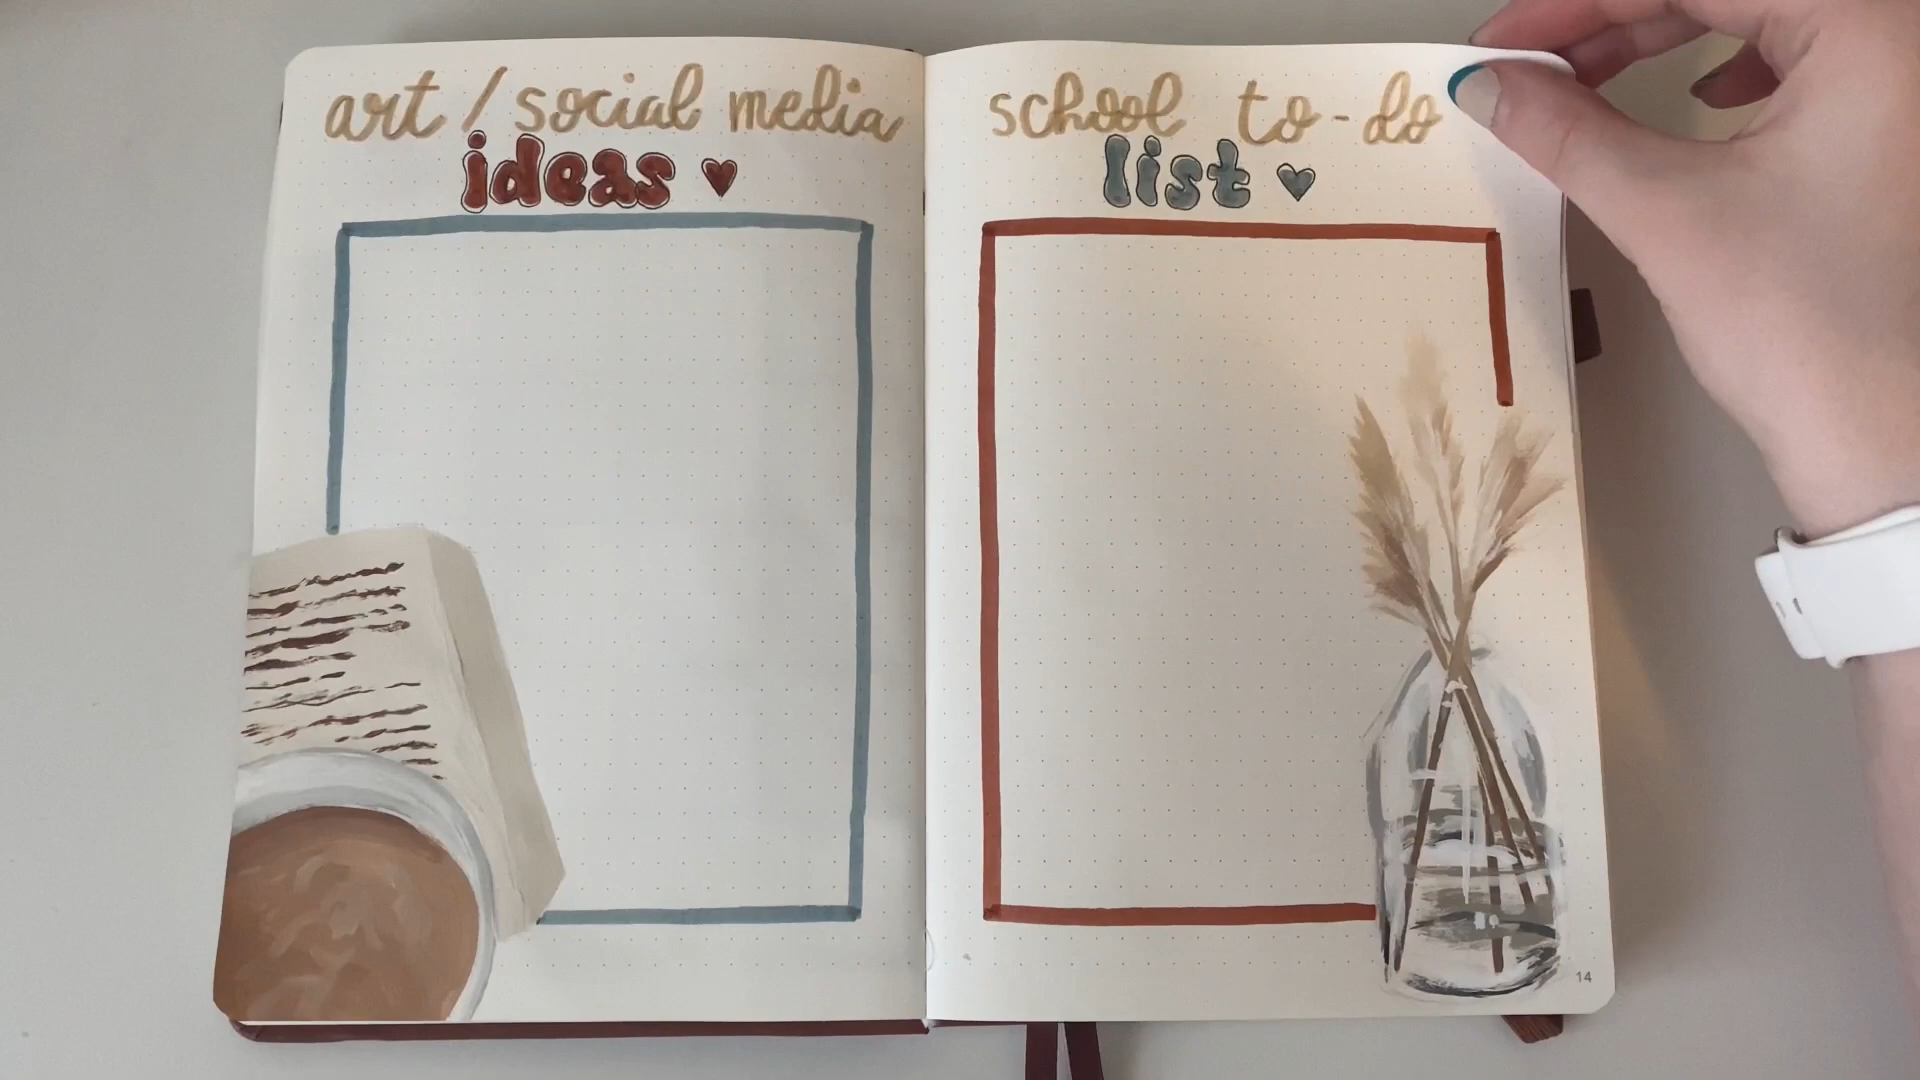 art / social media
ideas
school to-do
list
14